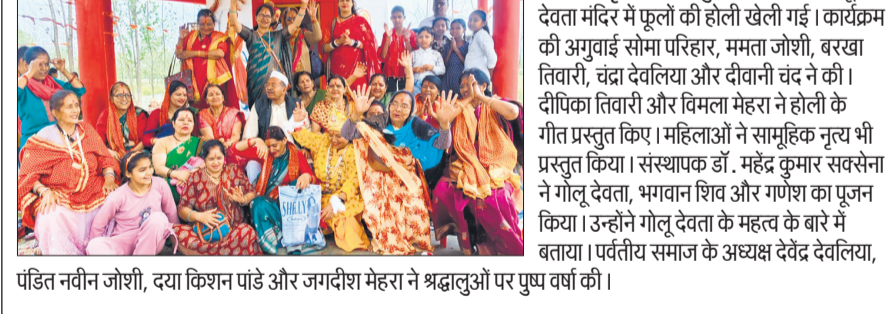 देवता मंदिर में फूलों की होली खेली गई। कार्यक्रम
की अगुवाई सोमा परिहार, ममता जोशी, बरखा
तिवारी, चंद्रा देवलिया और दीवानी चंद ने की।
दीपिका तिवारी और विमला मेहरा ने होली के
गीत प्रस्तुत किए। महिलाओं ने सामूहिक नृत्य भी
प्रस्तुत किया। संस्थापक डॉ. महेंद्र कुमार सक्सेना
ने गोलू देवता, भगवान शिव और गणेश का पूजन
किया। उन्होंने गोलू देवता के महत्व के बारे में
बताया। पर्वतीय समाज के अध्यक्ष देवेंद्र देवलिया,
पंडित नवीन जोशी, दया किशन पांडे और जगदीश मेहरा ने श्रद्धालुओं पर पुष्प वर्षा की।
SHELLY